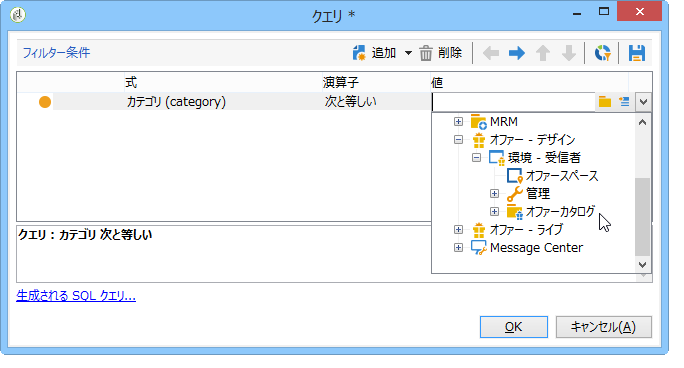 クエリ *
フィルター条件 追加 削除
式 演算子 値
カテゴリ (category) 次と等しい
MRM
オファー - デザイン
環境 - 受信者
オファースペース
管理
オファーカタログ
オファー - ライブ
Message Center
クエリ : カテゴリ 次と等しい
生成される SQL クエリ...
OK キャンセル(A)